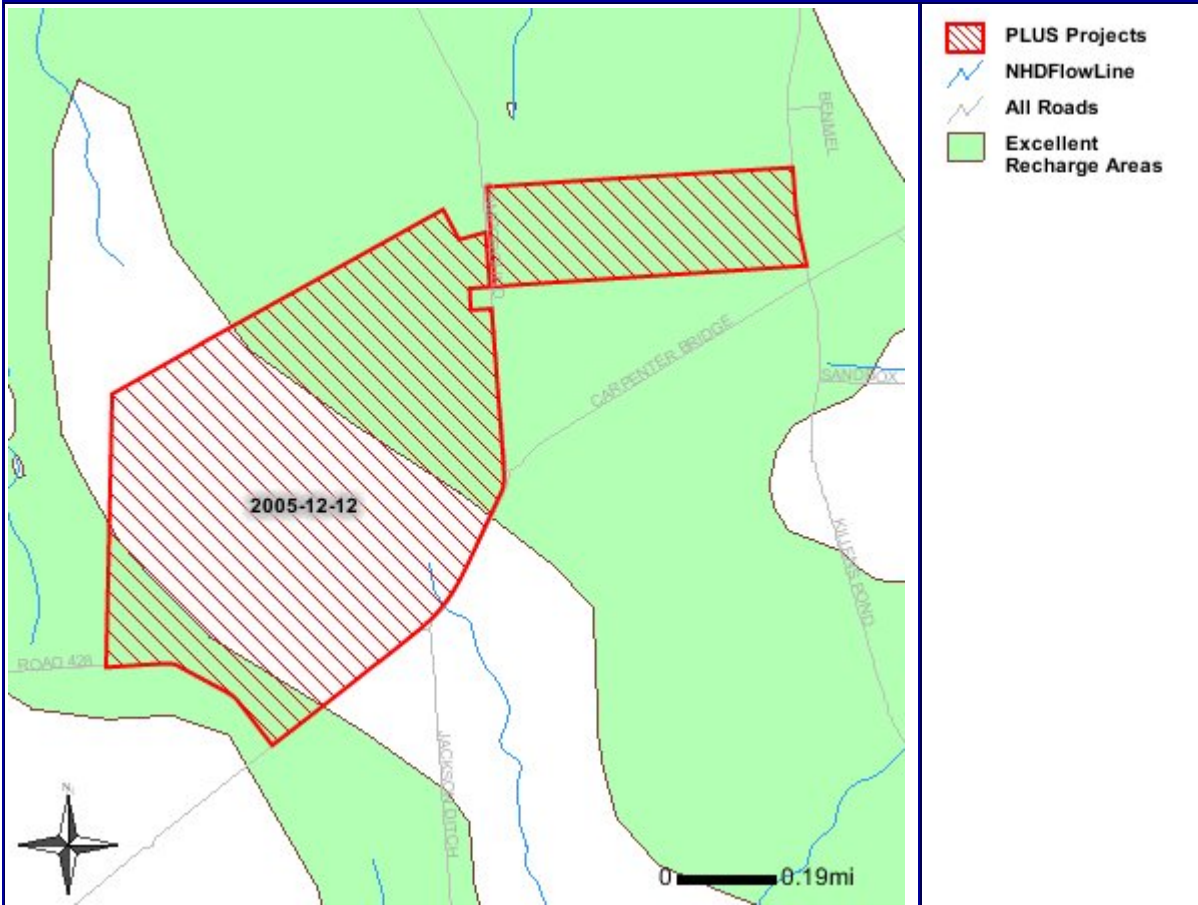 PLUS Projects
NHDFlowLine
All Roads
Excellent
Recharge Areas
BENMEL
CARPENTER BRIDGE
SANDBOX
2005-12-12
KILLENS POND
ROAD 428
JACKSON DITCH
N
0 0.19mi